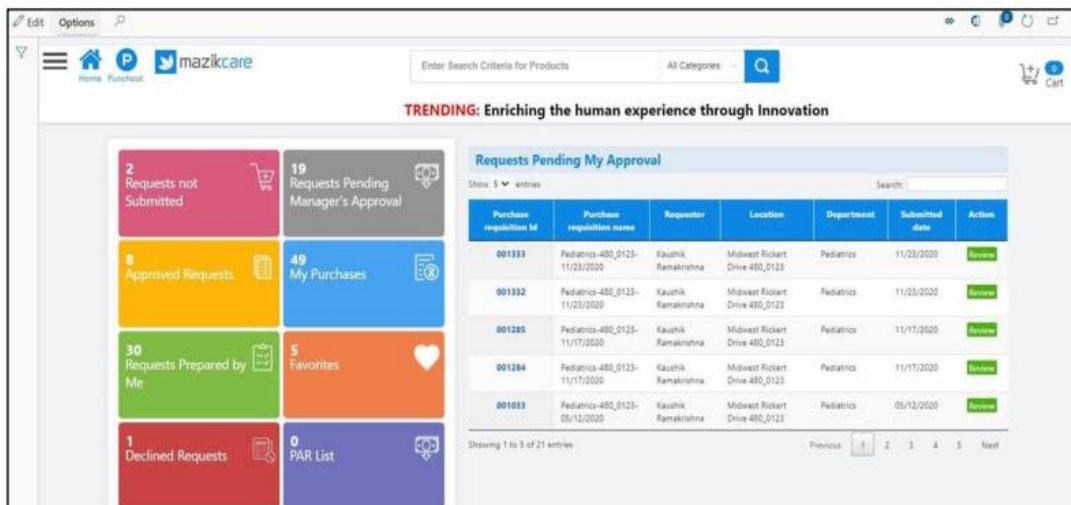 Edit Options
0
Home Punchout
P
mazikcare
Enter Search Criteria for Products All Categories
0
Cart
TRENDING: Enriching the human experience through Innovation
2
Requests not
Submitted
19
Requests Pending
Manager's Approval
8
Approved Requests
49
My Purchases
30
Requests Prepared by
Me
5
Favorites
1
Declined Requests
0
PAR List
Requests Pending My Approval
Show 5 entries Search:
Purchase requisition Id Purchase requisition name Requestor Location Department Submitted date Action
001333 Pediatrics-480_0123- Kaushik Midwest Rickert Pediatrics 11/23/2020 Review
11/23/2020 Ramakrishna Drive 480_0123
001332 Pediatrics-480_0123- Kaushik Midwest Rickert Pediatrics 11/23/2020 Review
11/23/2020 Ramakrishna Drive 480_0123
001285 Pediatrics-480_0123- Kaushik Midwest Rickert Pediatrics 11/17/2020 Review
11/17/2020 Ramakrishna Drive 480_0123
001284 Pediatrics-480_0123- Kaushik Midwest Rickert Pediatrics 11/17/2020 Review
11/17/2020 Ramakrishna Drive 480_0123
001033 Pediatrics-480_0123- Kaushik Midwest Rickert Pediatrics 05/12/2020 Review
05/12/2020 Ramakrishna Drive 480_0123
Showing 1 to 5 of 21 entries Previous 1 2 3 4 5 Next